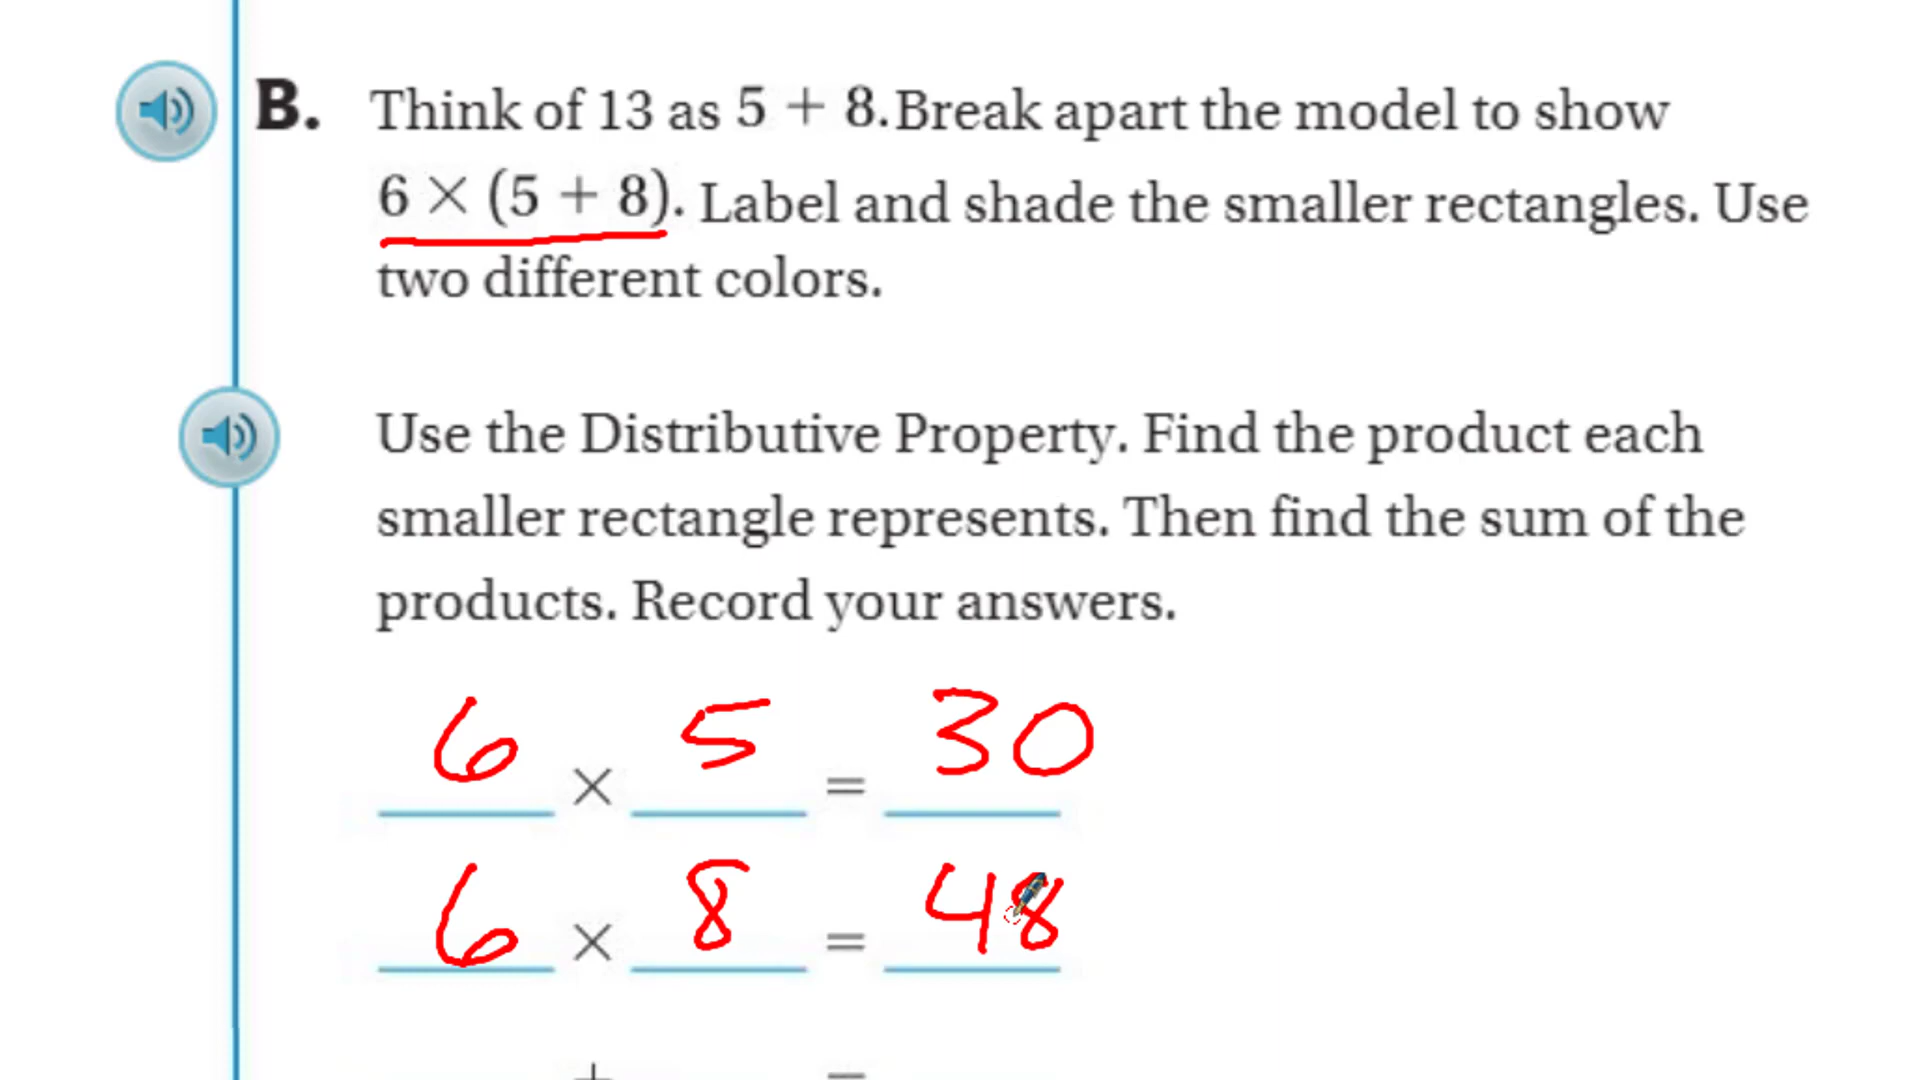 B. Think of 13 as 5 + 8. Break apart the model to show
6 × (5 + 8). Label and shade the smaller rectangles. Use
two different colors.
Use the Distributive Property. Find the product each
smaller rectangle represents. Then find the sum of the
products. Record your answers.
6 × 5 = 30
6 × 8 = 48
+ =